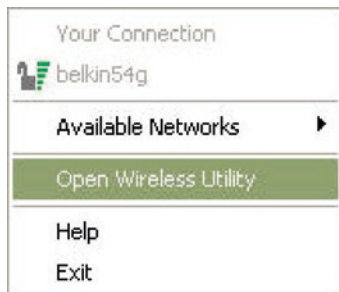 Your Connection
belkin54g
Available Networks
Open Wireless Utility
Help
Exit